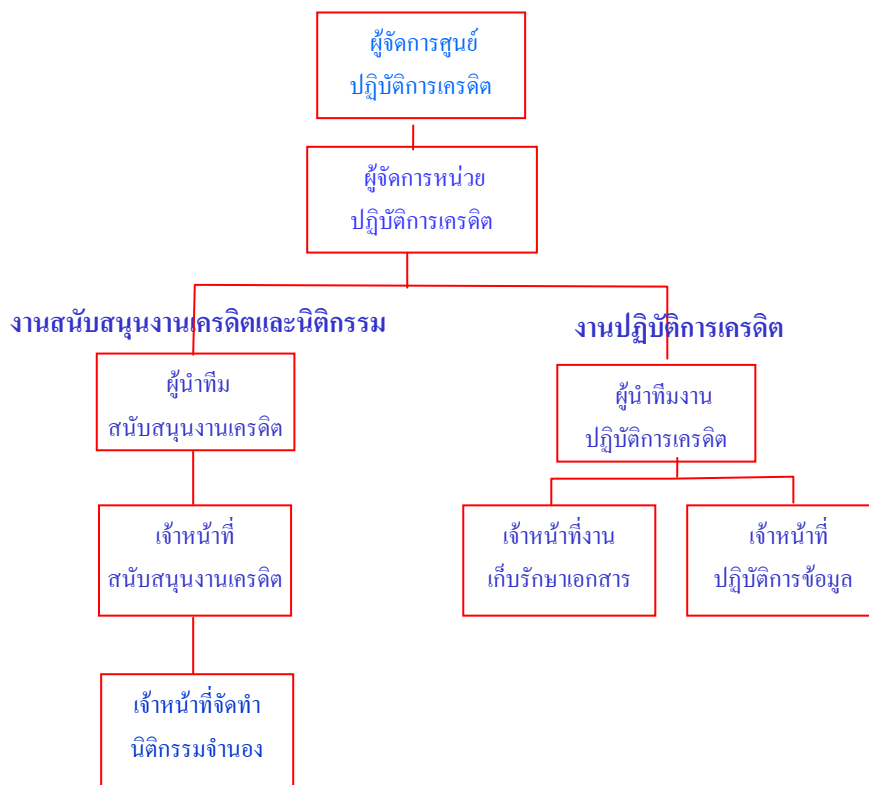 ผู้จัดการศูนย์
ปฏิบัติการเครดิต
ผู้จัดการหน่วย
ปฏิบัติการเครดิต
งานสนับสนุนงานเครดิตและนิติกรรม
งานปฏิบัติการเครดิต
ผู้นำทีม
สนับสนุนงานเครดิต
ผู้นำทีมงาน
ปฏิบัติการเครดิต
เจ้าหน้าที่
สนับสนุนงานเครดิต
เจ้าหน้าที่งาน
เก็บรักษาเอกสาร
เจ้าหน้าที่
ปฏิบัติการข้อมูล
เจ้าหน้าที่จัดทำ
นิติกรรมจำนอง